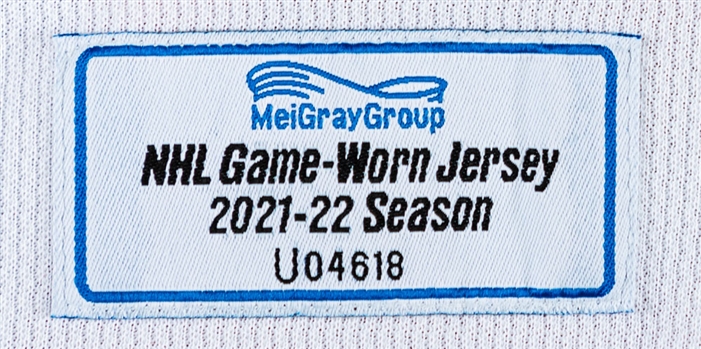 MeiGrayGroup
NHL Game-Worn Jersey
2021-22 Season
U04618